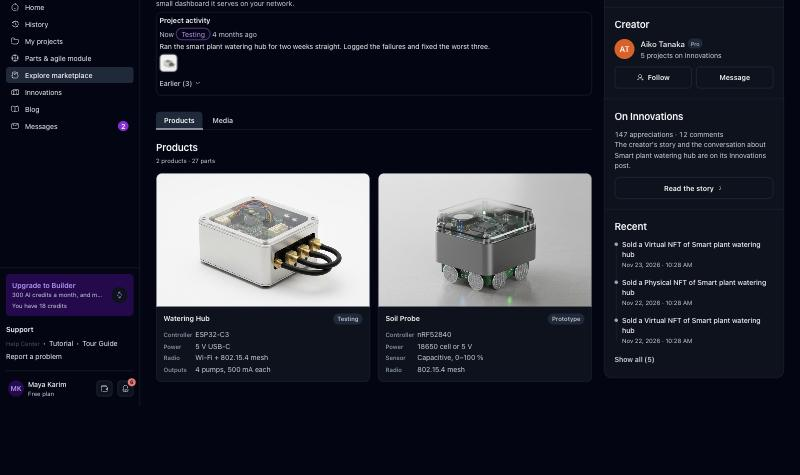 Home
History
My projects
Parts & agile module
Explore marketplace
Innovations
Blog
Messages 2
Upgrade to Builder
300 AI credits a month, and m...
You have 18 credits
Support
Help Center • Tutorial • Tour Guide
Report a problem
MK Maya Karim
Free plan
6
small dashboard it serves on your network.
Project activity
Now Testing 4 months ago
Ran the smart plant watering hub for two weeks straight. Logged the failures and fixed the worst three.
Earlier (3)
Products Media
Products
2 products · 27 parts
Watering Hub Testing
Controller ESP32-C3
Power 5 V USB-C
Radio Wi-Fi + 802.15.4 mesh
Outputs 4 pumps, 500 mA each
Soil Probe Prototype
Controller nRF52840
Power 18650 cell or 5 V
Sensor Capacitive, 0–100 %
Radio 802.15.4 mesh
Creator
AT Aiko Tanaka Pro
5 projects on Innovations
Follow Message
On Innovations
147 appreciations · 12 comments
The creator's story and the conversation about
Smart plant watering hub are on its Innovations
post.
Read the story
Recent
Sold a Virtual NFT of Smart plant watering
hub
Nov 23, 2026 · 10:28 AM
Sold a Physical NFT of Smart plant watering
hub
Nov 22, 2026 · 10:28 AM
Sold a Virtual NFT of Smart plant watering
hub
Nov 22, 2026 · 10:28 AM
Show all (5)